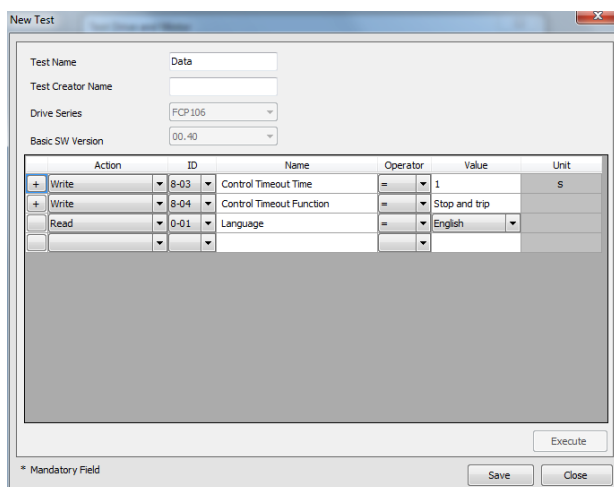 New Test
Test Name Data
Test Creator Name
Drive Series FCP106
Basic SW Version 00.40
Action ID Name Operator Value Unit
+ Write 8-03 Control Timeout Time = 1 s
+ Write 8-04 Control Timeout Function = Stop and trip
Read 0-01 Language = English
Execute
* Mandatory Field
Save Close